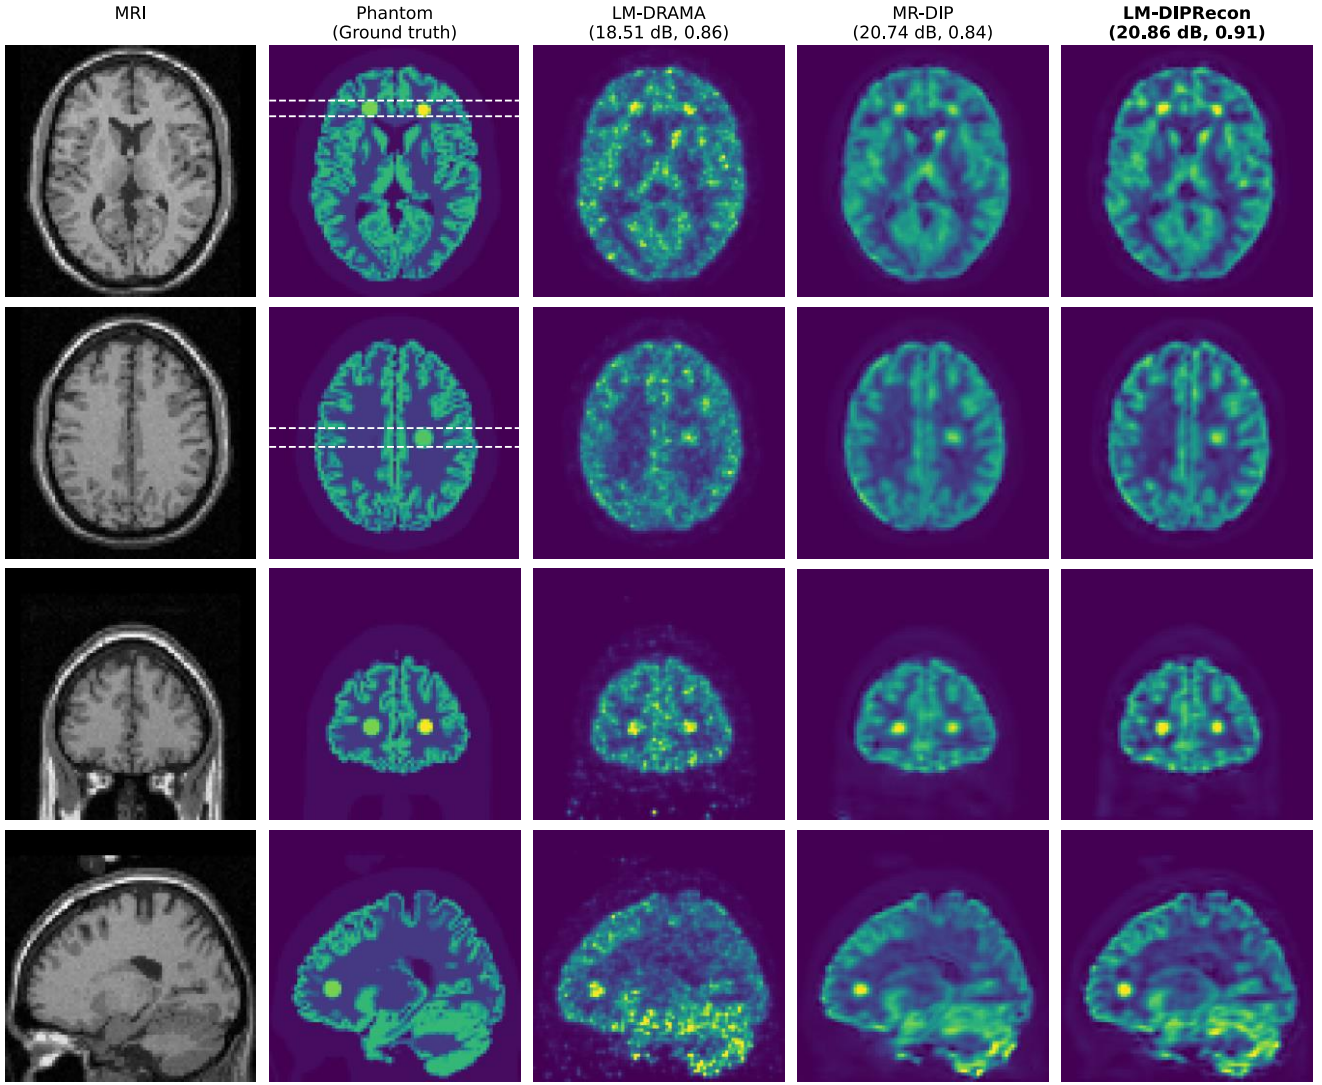 MRI
Phantom
(Ground truth)
LM-DRAMA
(18.51 dB, 0.86)
MR-DIP
(20.74 dB, 0.84)
LM-DIPRecon
(20.86 dB, 0.91)